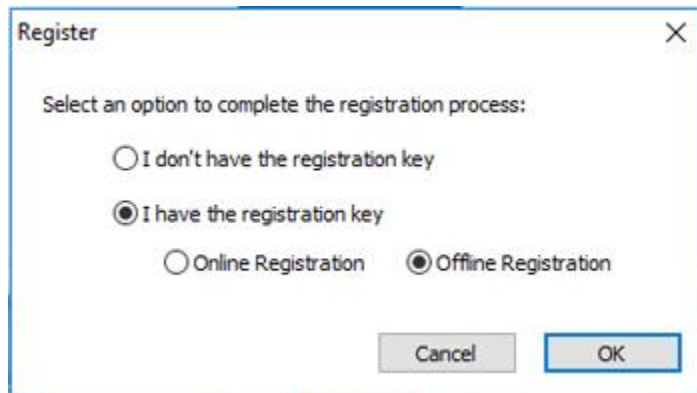 Register
Select an option to complete the registration process:
I don't have the registration key
I have the registration key
Online Registration Offline Registration
Cancel OK